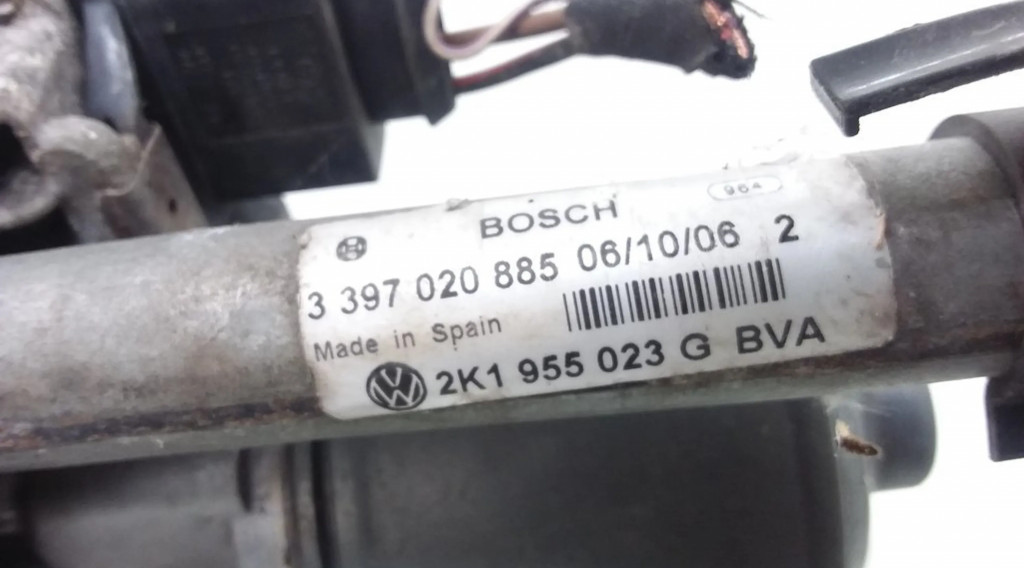 964
BOSCH
3 397 020 885 06/10/06 2
Made in Spain
2K1 955 023 G BVA